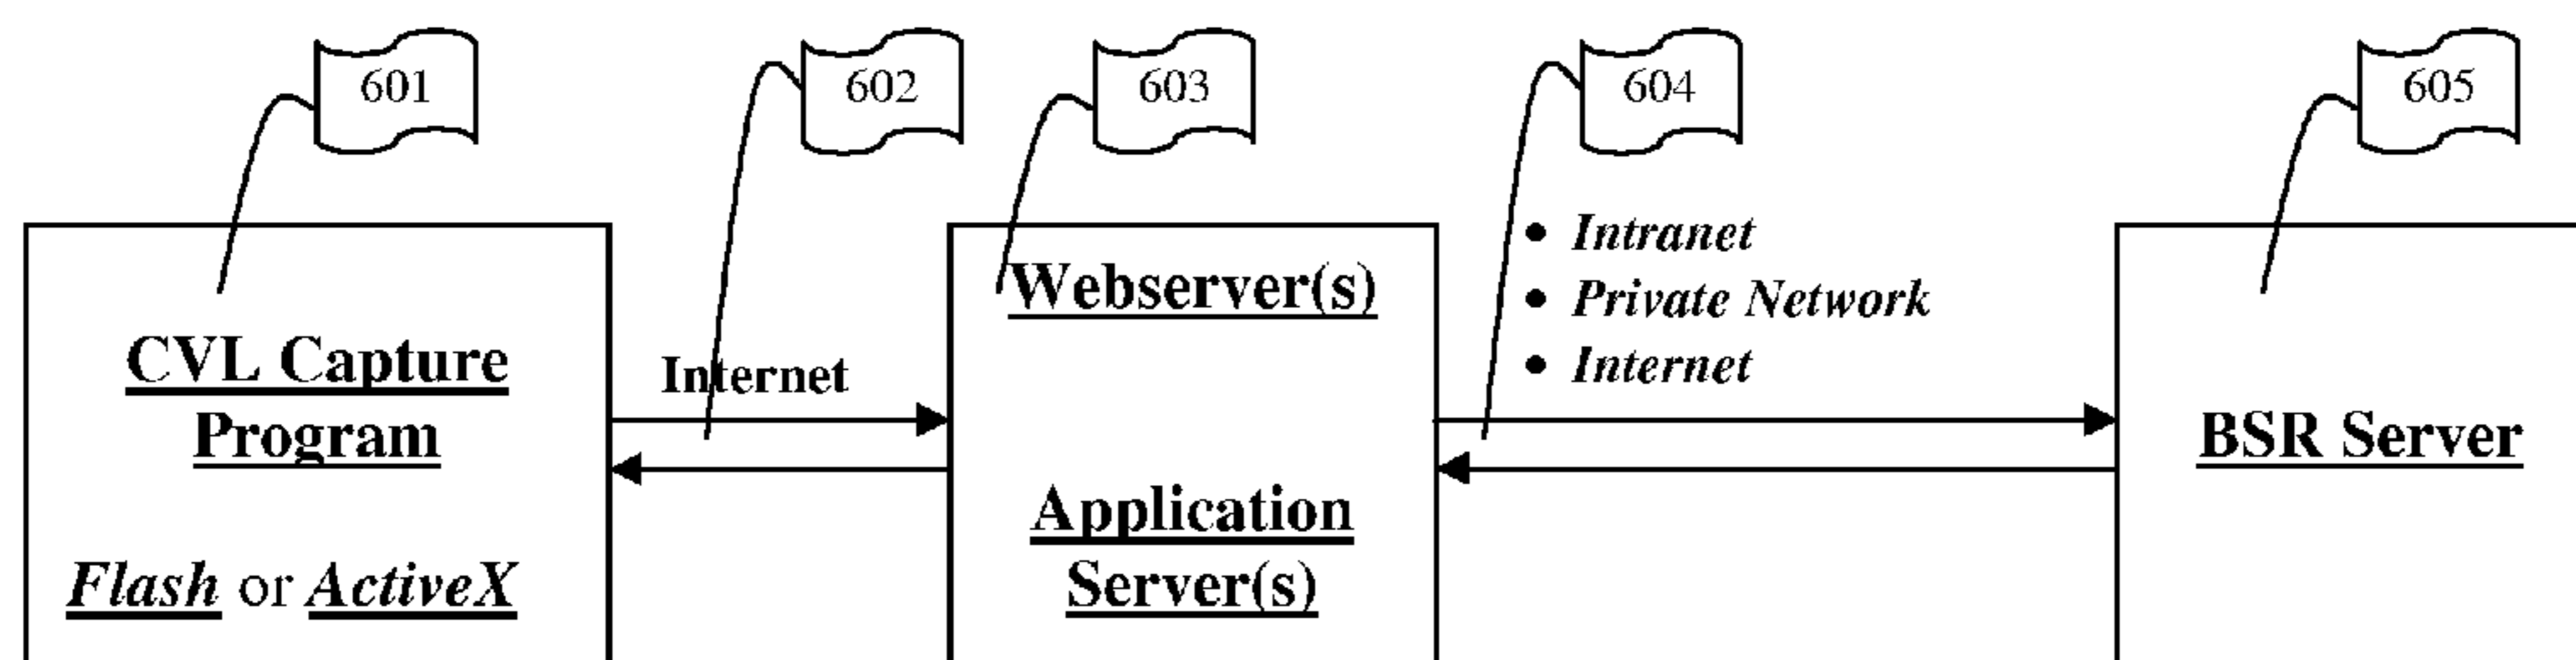 601
602
603
604
605
CVL Capture
Program
Flash or ActiveX
Internet
Webserver(s)
Application
Server(s)
• Intranet
• Private Network
• Internet
BSR Server